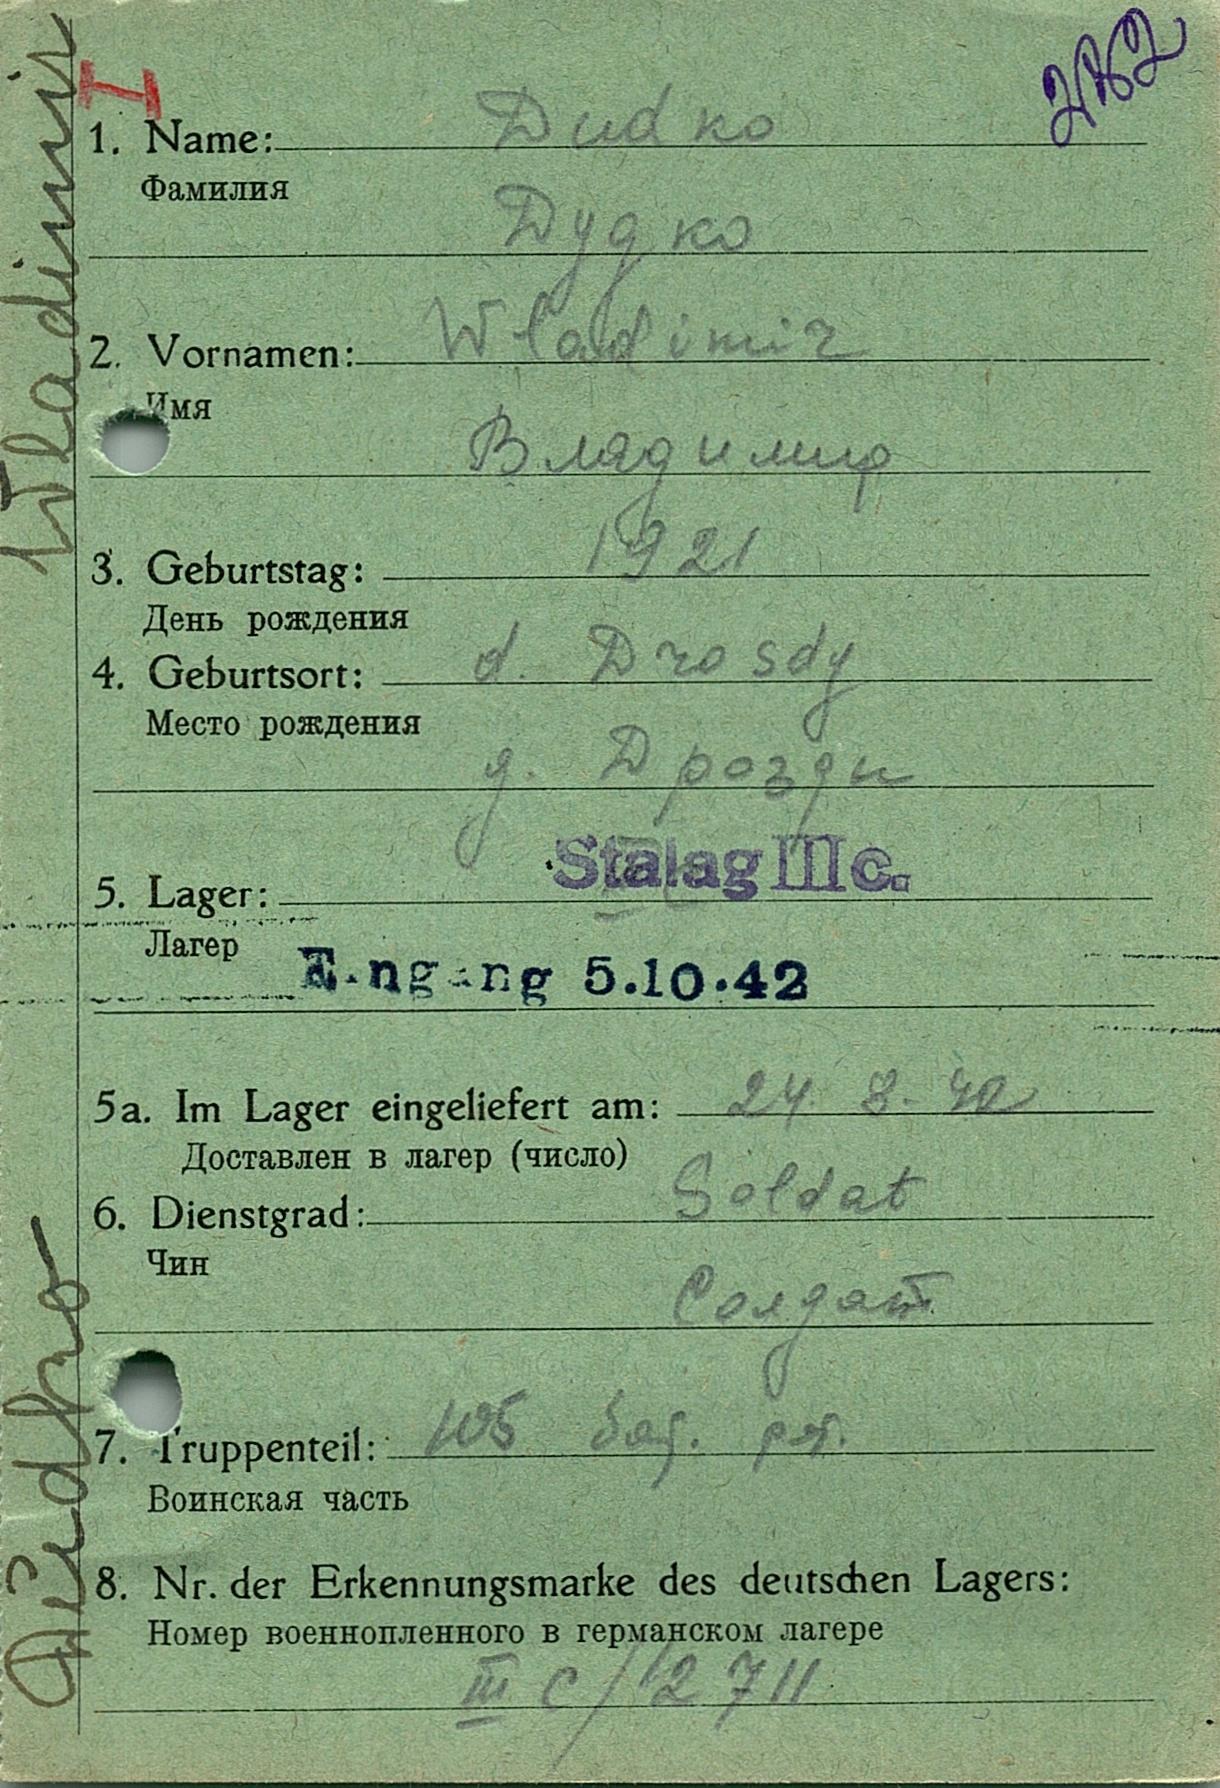 I
262
1. Name: Dudko
Фамилия
Дудко
2. Vornamen: Wladimir
Имя
Владимир
3. Geburtstag: 1921
День рождения
4. Geburtsort: d. Drosdy
Место рождения
д. Дрозды
Stalag III C.
5. Lager:
Лагер
Eingang 5.10.42
5a. Im Lager eingeliefert am: 24 8. 42
Доставлен в лагер (число)
6. Dienstgrad: Soldat
Чин
Солдат
7. Truppenteil: 105
Воинская часть
8. Nr. der Erkennungsmarke des deutschen Lagers:
Номер военнопленного в германском лагере
III C/12711
Dudko Wladimir